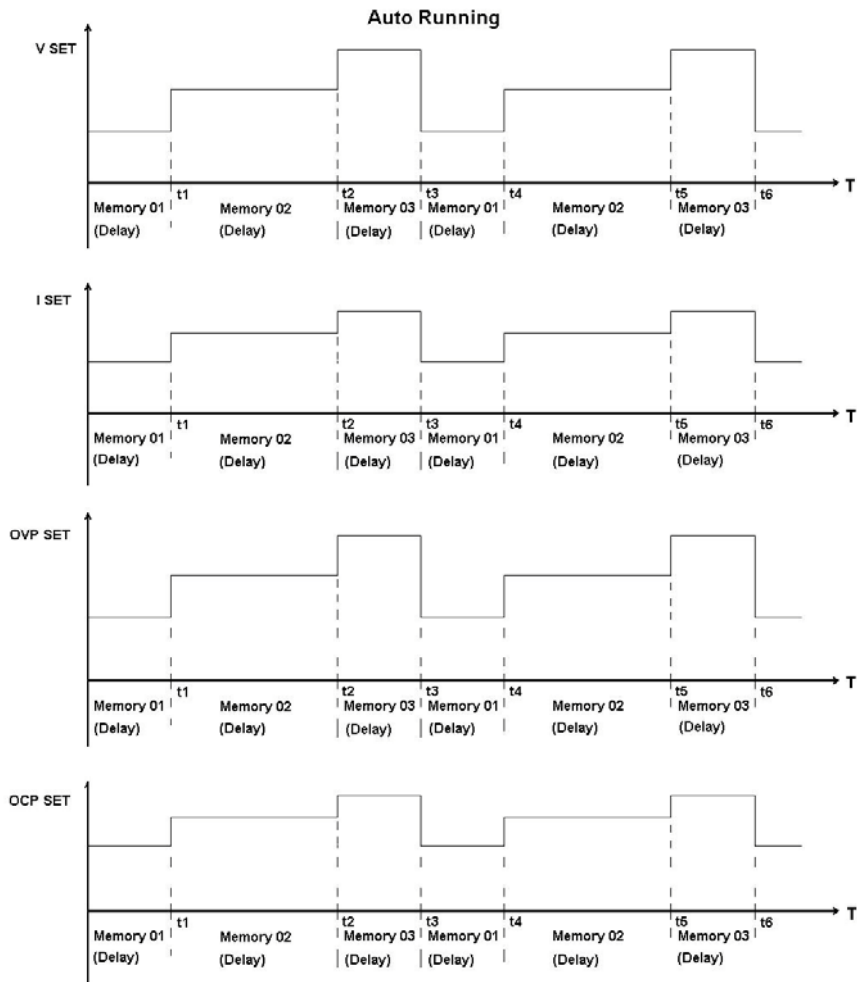 Auto Running
V SET
T
t1 t2 t3 t4 t5 t6
Memory 01 Memory 02 Memory 03 Memory 01 Memory 02 Memory 03
(Delay) (Delay) (Delay) (Delay) (Delay) (Delay)
I SET
T
t1 t2 t3 t4 t5 t6
Memory 01 Memory 02 Memory 03 Memory 01 Memory 02 Memory 03
(Delay) (Delay) (Delay) (Delay) (Delay) (Delay)
OVP SET
T
t1 t2 t3 t4 t5 t6
Memory 01 Memory 02 Memory 03 Memory 01 Memory 02 Memory 03
(Delay) (Delay) (Delay) (Delay) (Delay) (Delay)
OCP SET
T
t1 t2 t3 t4 t5 t6
Memory 01 Memory 02 Memory 03 Memory 01 Memory 02 Memory 03
(Delay) (Delay) (Delay) (Delay) (Delay) (Delay)